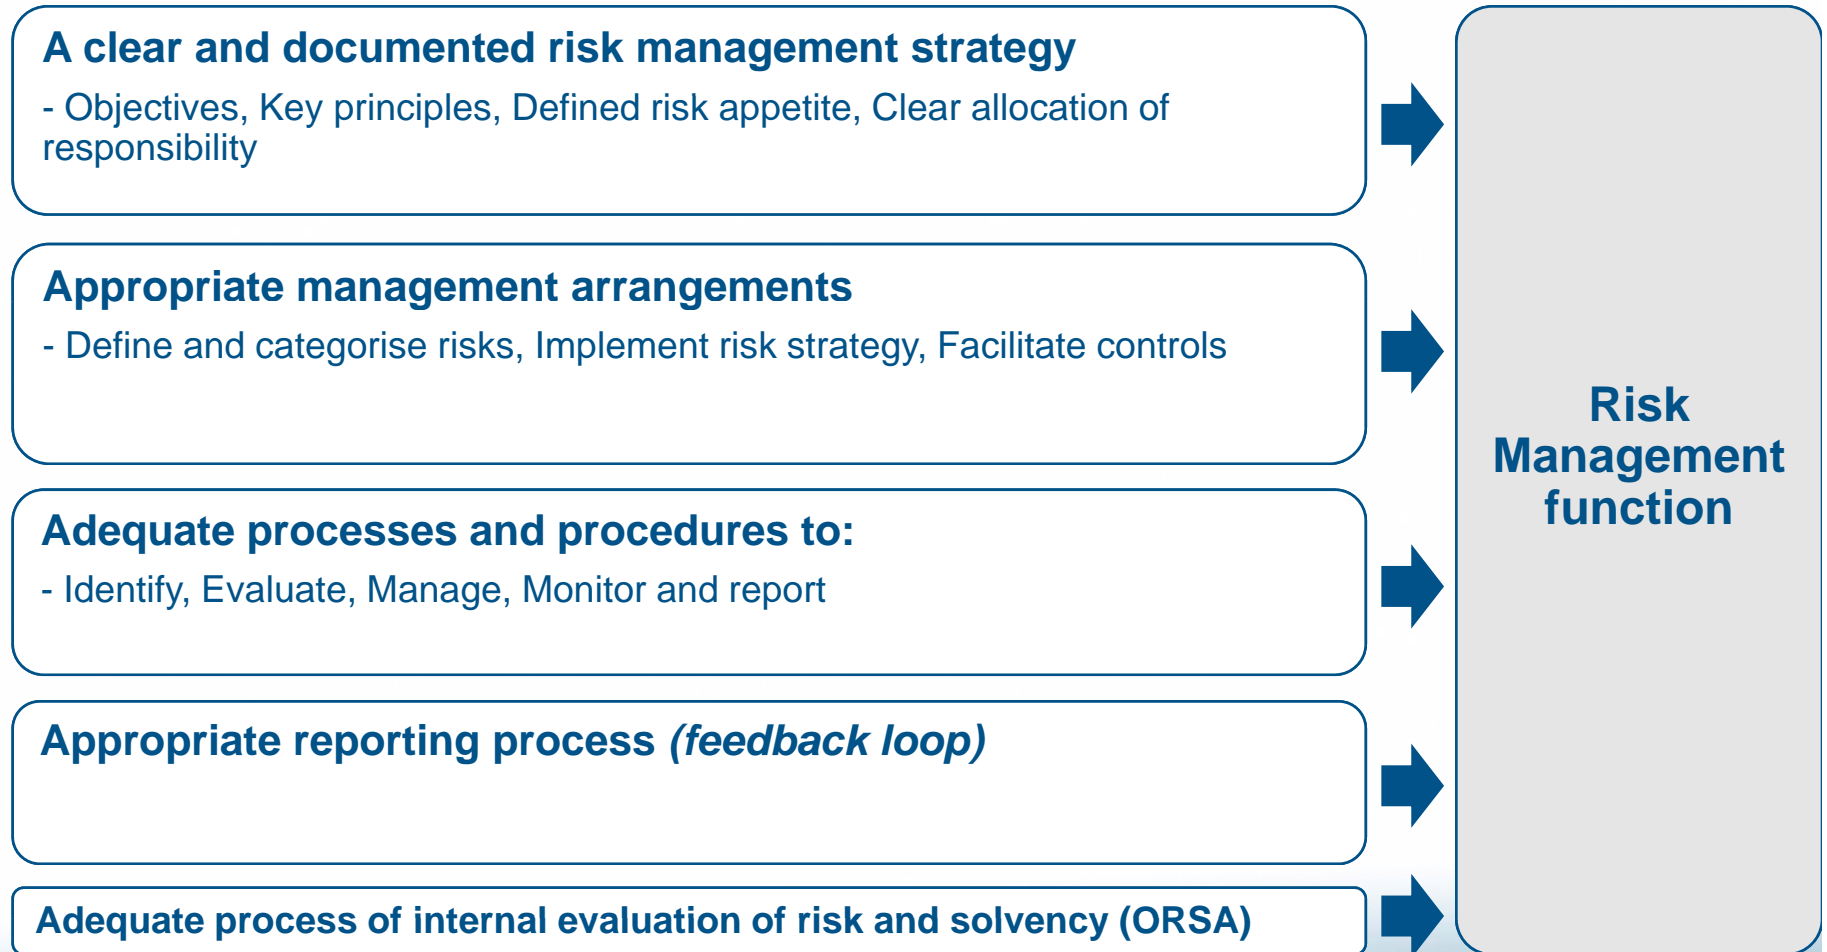 A clear and documented risk management strategy
- Objectives, Key principles, Defined risk appetite, Clear allocation of
responsibility
Appropriate management arrangements
- Define and categorise risks, Implement risk strategy, Facilitate controls
Adequate processes and procedures to:
- Identify, Evaluate, Manage, Monitor and report
Appropriate reporting process (feedback loop)
Adequate process of internal evaluation of risk and solvency (ORSA)
Risk
Management
function